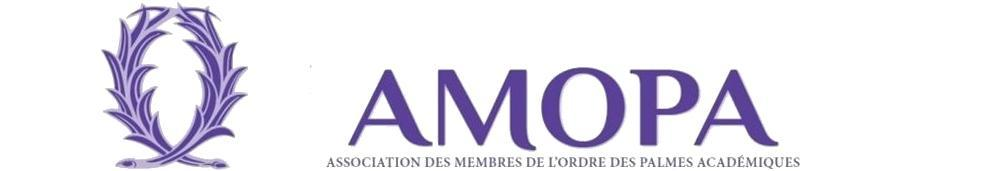 AMOPA
ASSOCIATION DES MEMBRES DE L'ORDRE DES PALMES ACADÉMIQUES